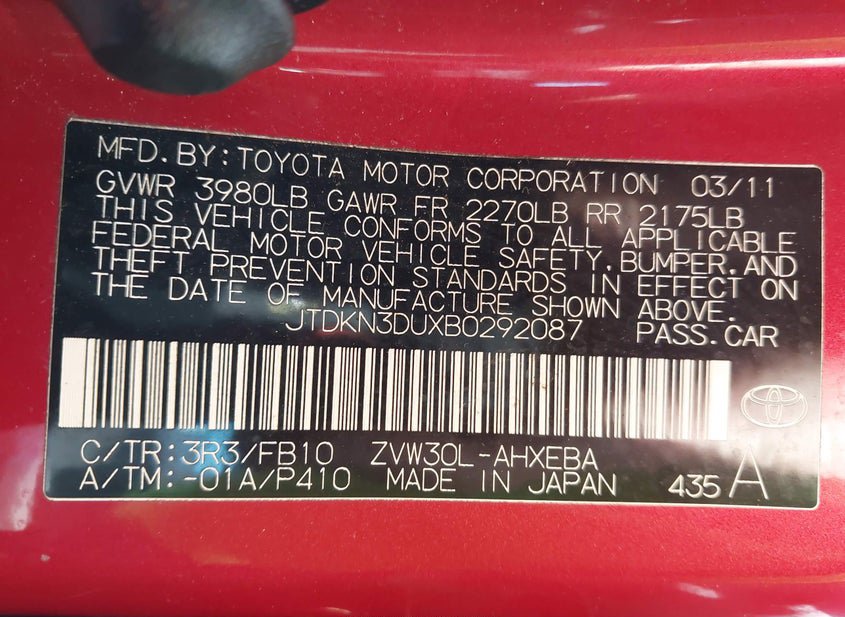 MFD.BY:TOYOTA MOTOR CORPORATION 03/11
GVWR 3980LB GAWR FR 2270LB RR 2175LB
THIS VEHICLE CONFORMS TO ALL APPLICABLE
FEDERAL MOTOR VEHICLE SAFETY,BUMPER,AND
THEFT PREVENTION STANDARDS IN EFFECT ON
THE DATE OF MANUFACTURE SHOWN ABOVE.
JTDKN3DUXB0292087 PASS.CAR
C/TR:3R3/FB10 ZVW30L-AHXEBA
A/TM:-01A/P410 MADE IN JAPAN 435 A